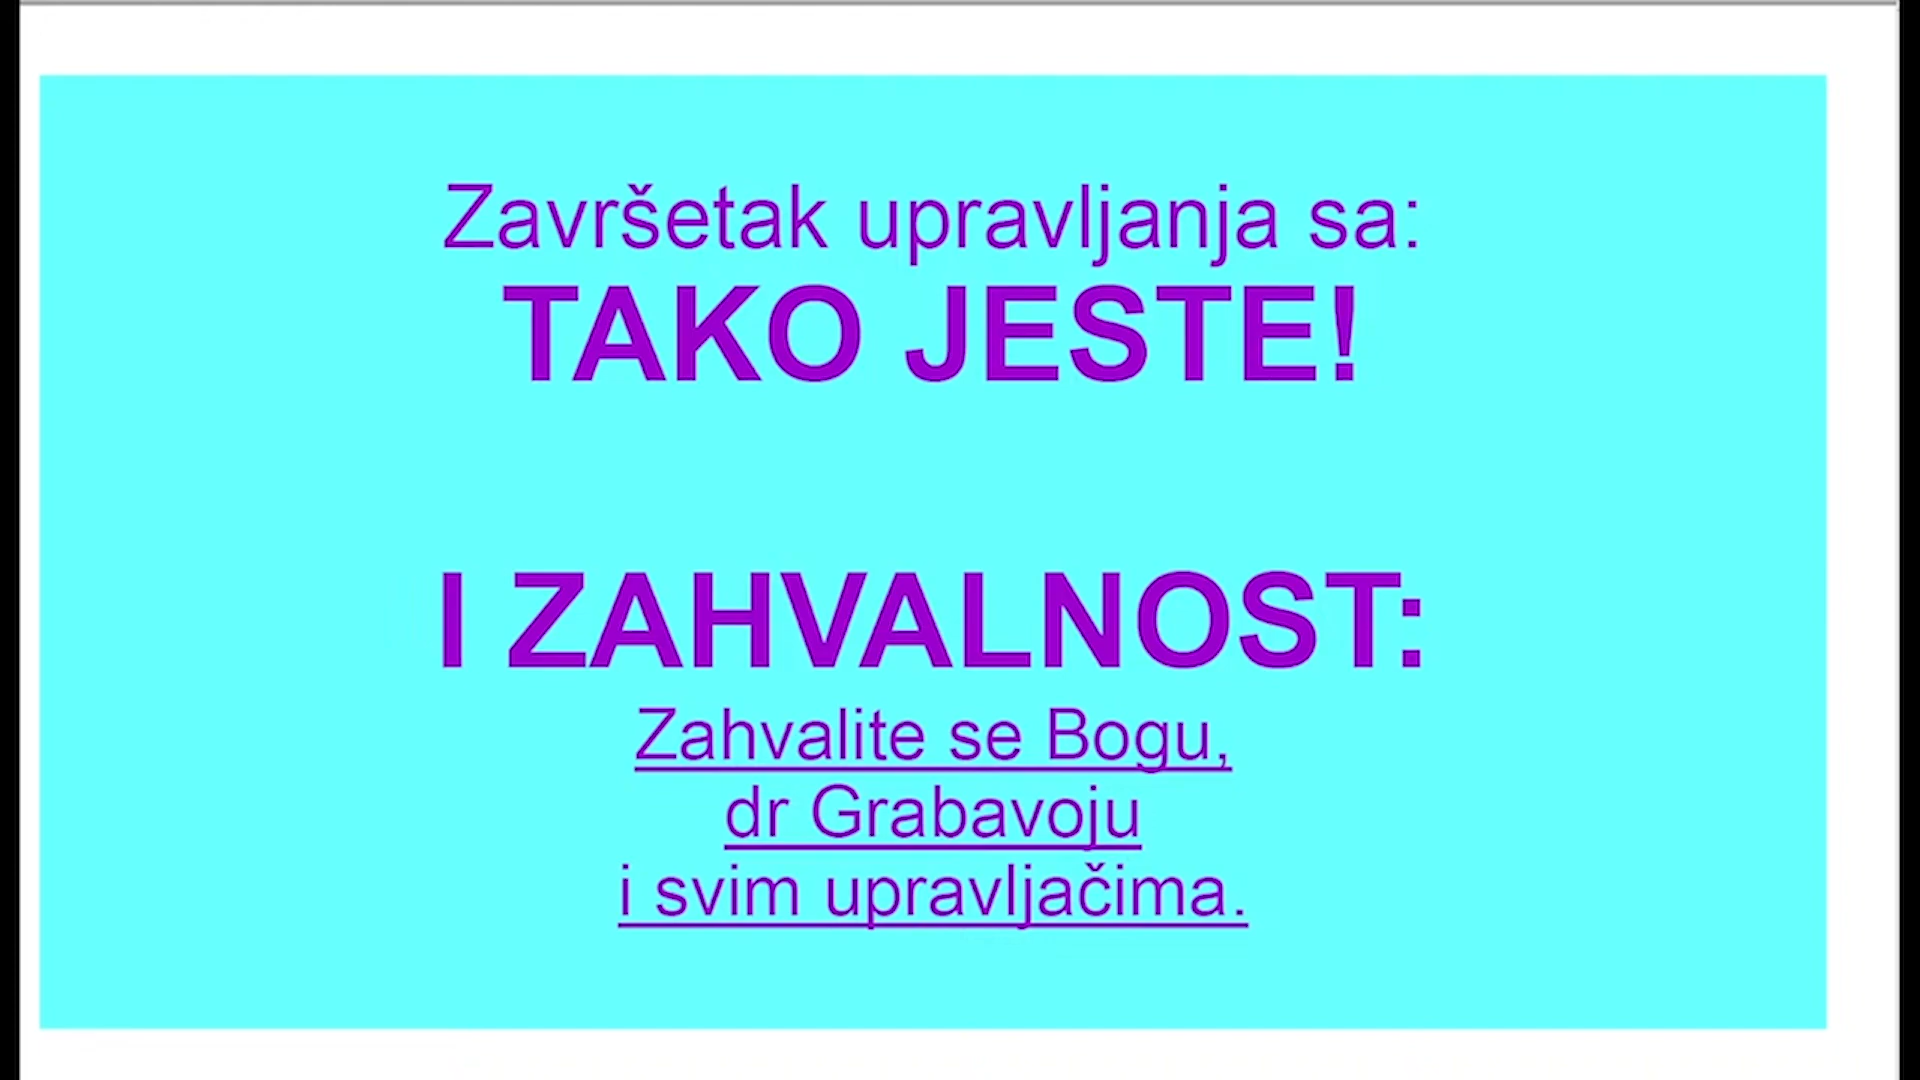 Završetak upravljanja sa:
TAKO JESTE!
I ZAHVALNOST:
Zahvalite se Bogu,
dr Grabavoju
i svim upravljačima.